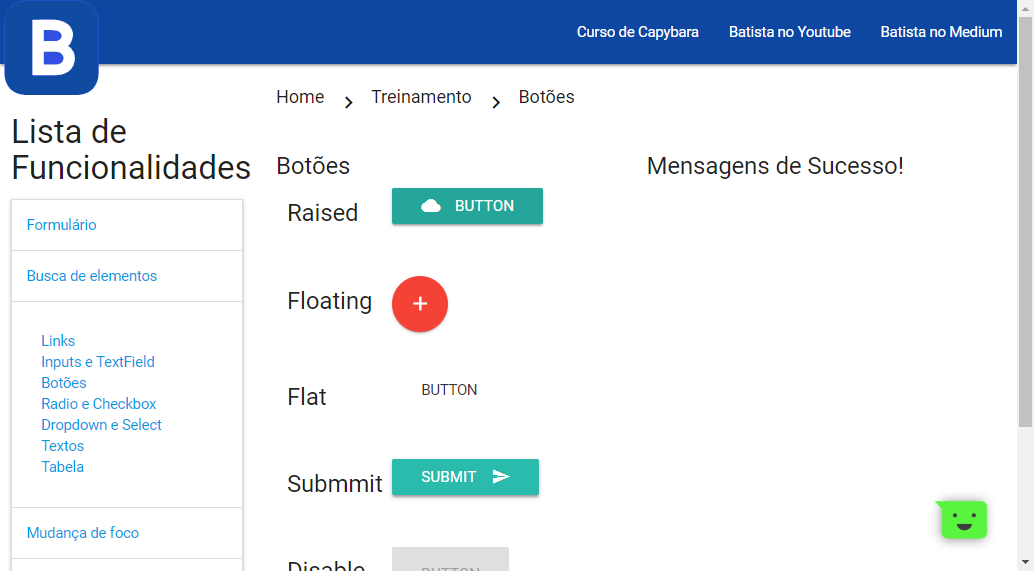 B
Curso de Capybara
Batista no Youtube
Batista no Medium
Home
Treinamento
Botões
Lista de
Funcionalidades
Formulário
Busca de elementos
Links
Inputs e TextField
Botões
Radio e Checkbox
Dropdown e Select
Textos
Tabela
Mudança de foco
Botões
Raised
BUTTON
Floating
+
Flat
BUTTON
Submmit
SUBMIT
Disable
BUTTON
Mensagens de Sucesso!